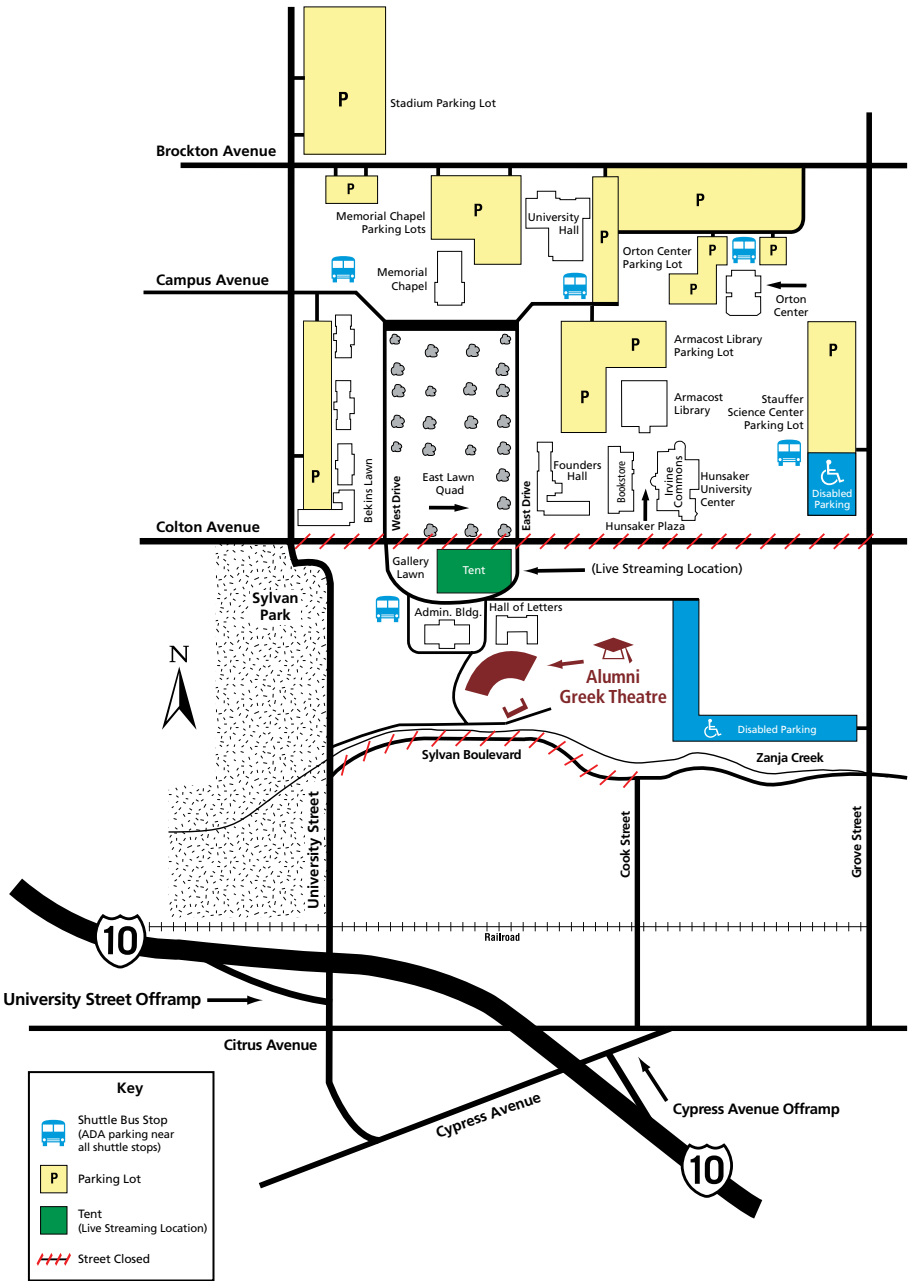 P
Stadium Parking Lot
Brockton Avenue
P
Memorial Chapel
Parking Lots
P
University
Hall
P
P
Orton Center
Parking Lot
P
P
P
Orton
Center
Memorial
Chapel
Campus Avenue
P
Armacost Library
Parking Lot
P
P
Armacost
Library
Stauffer
Science Center
Parking Lot
P
Disabled
Parking
Bekins Lawn
West Drive
East Lawn
Quad
East Drive
Founders
Hall
Bookstore
Irvine
Commons
Hunsaker
University
Center
Hunsaker Plaza
Colton Avenue
Gallery
Lawn
Tent
(Live Streaming Location)
Sylvan
Park
Admin. Bldg.
Hall of Letters
N
Alumni
Greek Theatre
Disabled Parking
Sylvan Boulevard
Zanja Creek
University Street
Cook Street
Grove Street
10
Railroad
University Street Offramp
Citrus Avenue
Cypress Avenue
Cypress Avenue Offramp
10
Key
Shuttle Bus Stop
(ADA parking near
all shuttle stops)
P
Parking Lot
Tent
(Live Streaming Location)
Street Closed